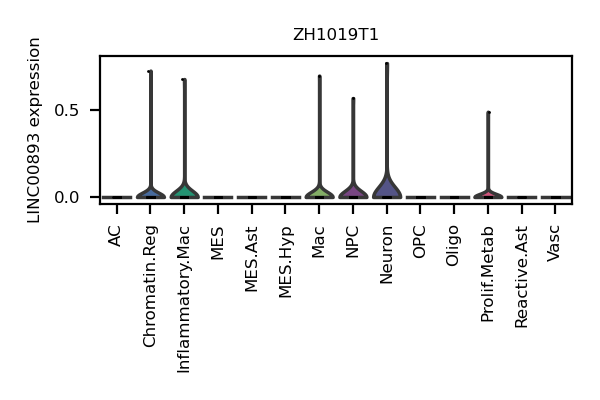 ZH1019T1
LINC00893 expression
0.5
0.0
AC
Chromatin.Reg
Inflammatory.Mac
MES
MES.Ast
MES.Hyp
Mac
NPC
Neuron
OPC
Oligo
Prolif.Metab
Reactive.Ast
Vasc